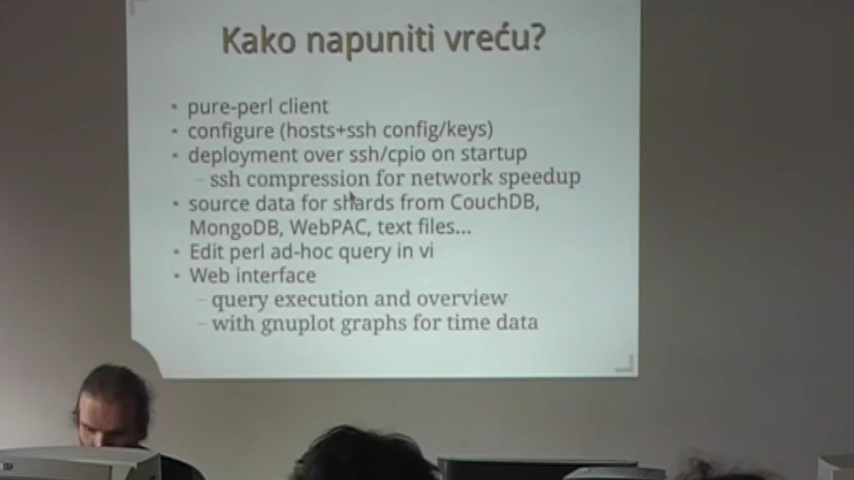 Kako napuniti vreću?
• pure-perl client
• configure (hosts+ssh config/keys)
• deployment over ssh/cpio on startup
– ssh compression for network speedup
• source data for shards from CouchDB,
MongoDB, WebPAC, text files...
• Edit perl ad-hoc query in vi
• Web interface
– query execution and overview
– with gnuplot graphs for time data